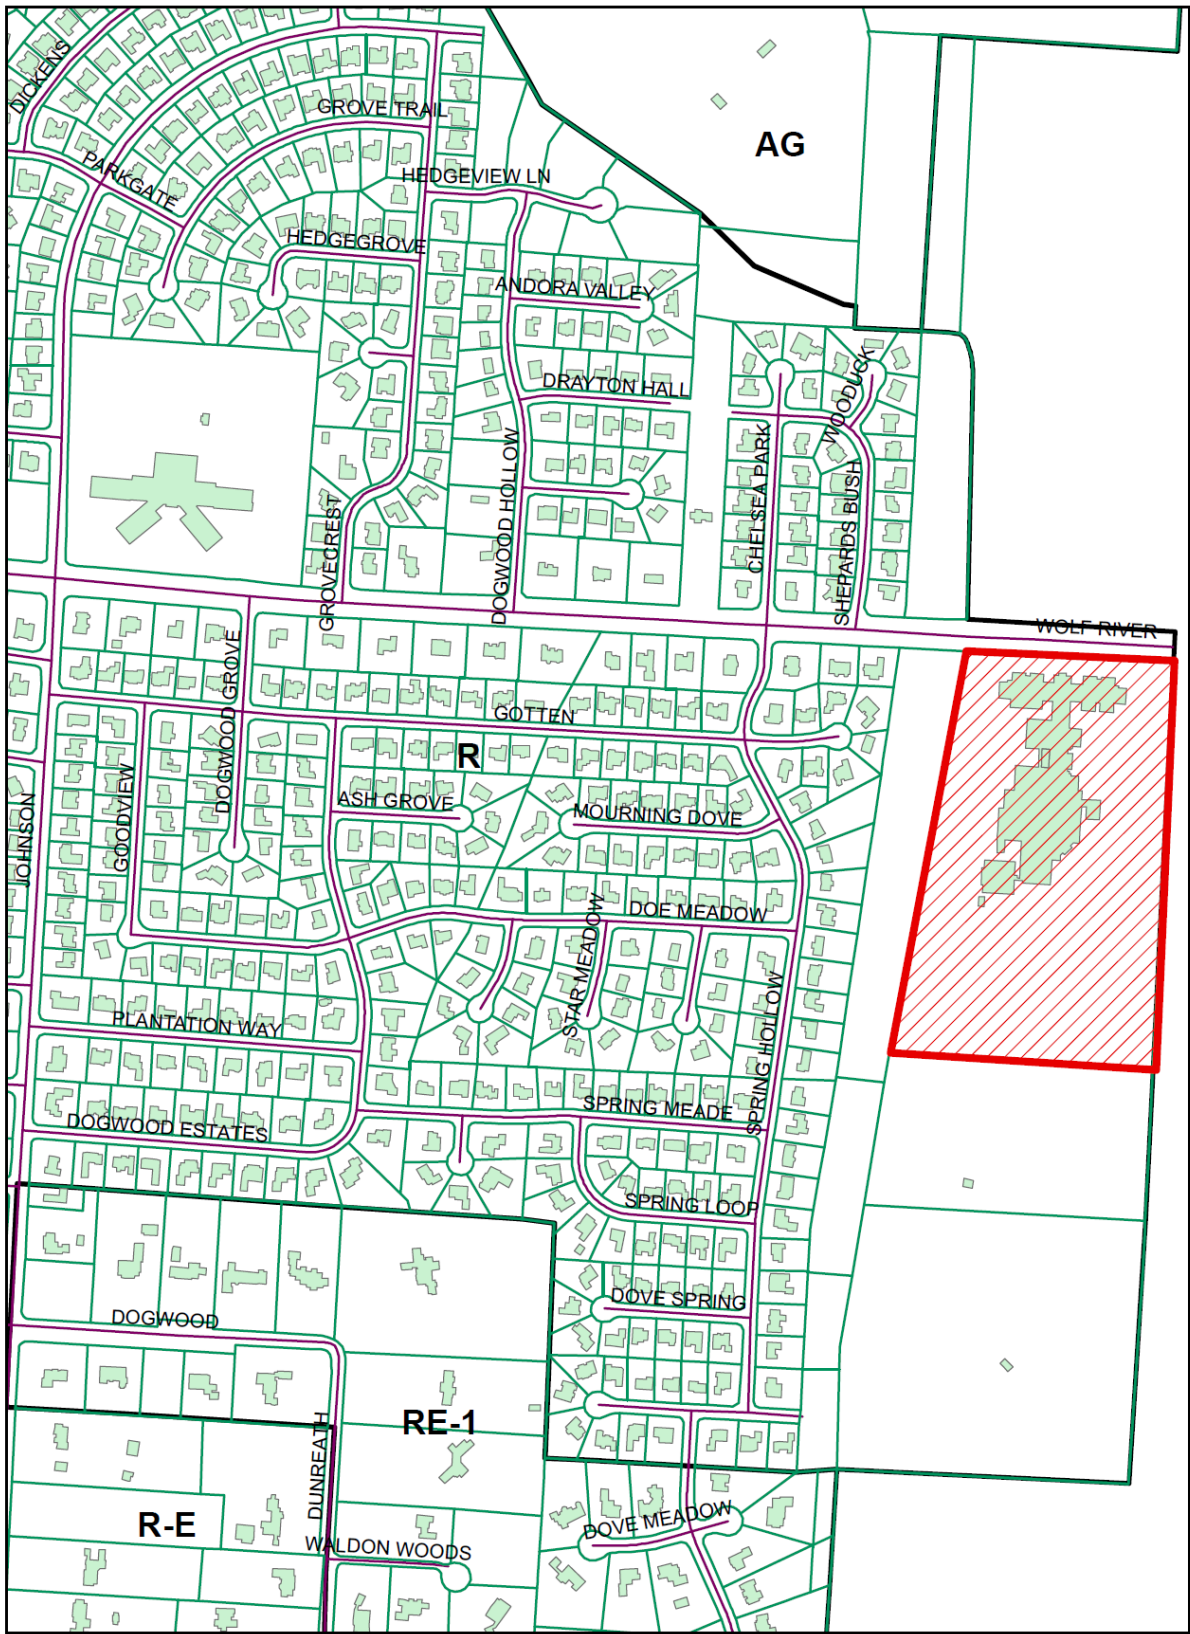 DICKENS
GROVE TRAIL
AG
PARKGATE
HEDGEVIEW LN
HEDGEGROVE
ANDORA VALLEY
DRAYTON HALL
WOODUCK
CHELSEA PARK
DOGWOOD HOLLOW
SHEPARDS BUSH
GROVECREST
WOLF RIVER
DOGWOOD GROVE
GOTTEN
R
GOODVIEW
ASH GROVE
MOURNING DOVE
JOHNSON
DOE MEADOW
STAR MEADOW
SPRING HOLLOW
PLANTATION WAY
SPRING MEADE
DOGWOOD ESTATES
SPRING LOOP
DOVE SPRING
DOGWOOD
RE-1
DUNREATH
R-E
DOVE MEADOW
WALDON WOODS